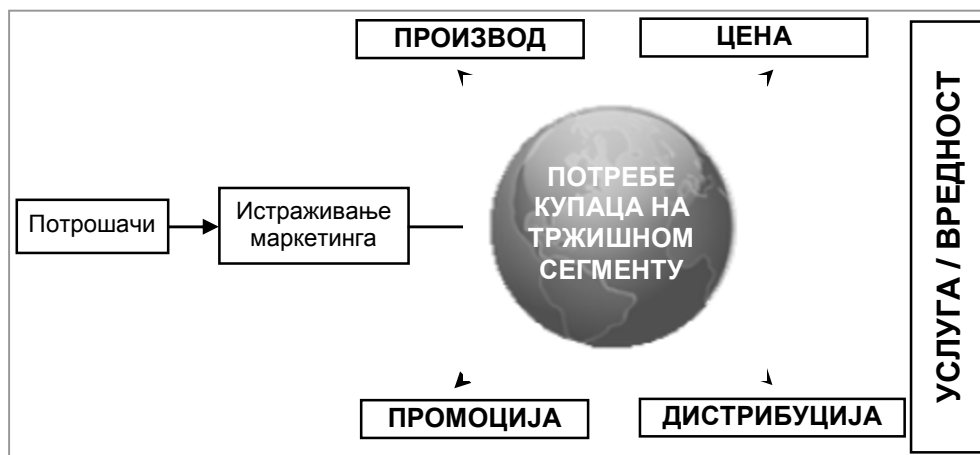 ПРОИЗВОД
ЦЕНА
Потрошачи
Истраживање
маркетинга
ПОТРЕБЕ
КУПАЦА НА
ТРЖИШНОМ
СЕГМЕНТУ
УСЛУГА / ВРЕДНОСТ
ПРОМОЦИЈА
ДИСТРИБУЦИЈА